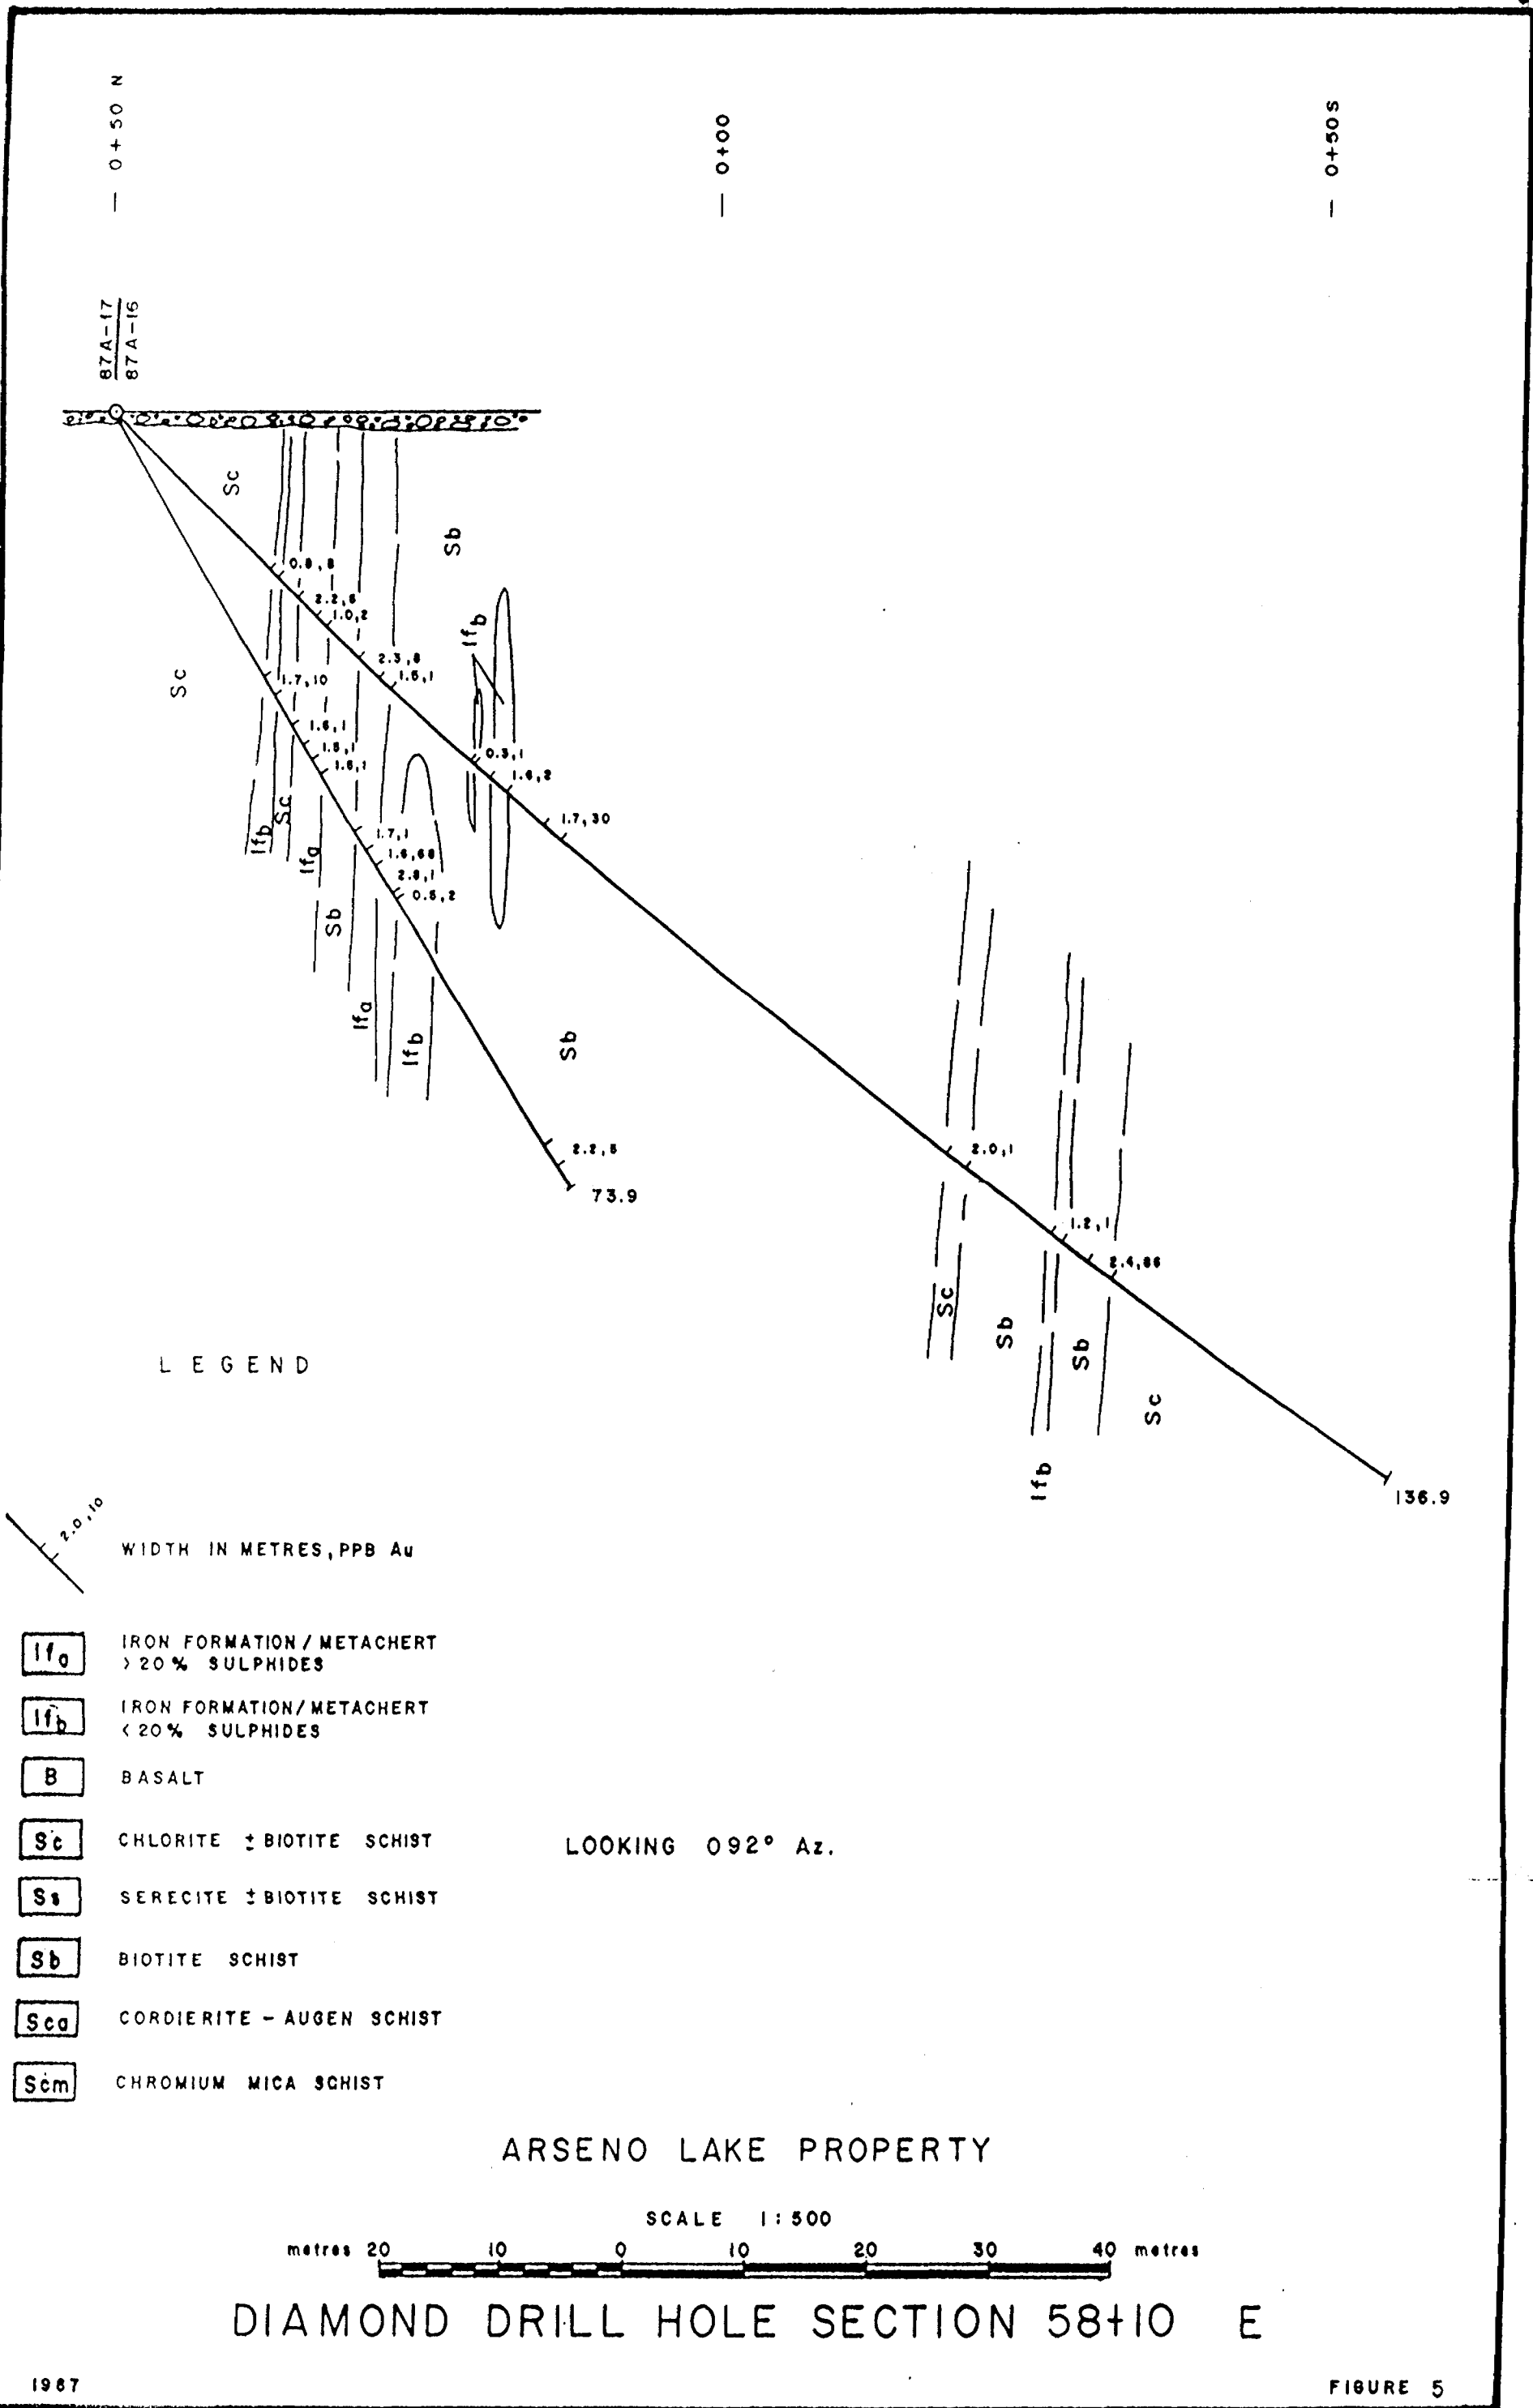 0+50 N
0+00
0+50S
87A-17
87A-16
Sc
Sb
0.8,8
2.2,6
1.0,2
Ifb
2.3,8
1.5,1
Sc
1.7,10
1.6,1
1.5,1
1.5,1
0.3,1
1.6,2
1.7,30
Ifb
Sc
Ifa
1.7,1
1.6,68
2.8,1
0.5,2
Sb
Ifa
Ifb
Sb
2.2,5
73.9
2.0,1
1.2,1
2.4,86
Sc
Sb
Sb
Sc
Ifb
136.9
LEGEND
2.0,10
WIDTH IN METRES, PPB Au
Ifa IRON FORMATION / METACHERT
> 20% SULPHIDES
Ifb IRON FORMATION/METACHERT
< 20% SULPHIDES
B BASALT
Sc CHLORITE ± BIOTITE SCHIST
LOOKING 092° Az.
Ss SERECITE ± BIOTITE SCHIST
Sb BIOTITE SCHIST
Sca CORDIERITE - AUGEN SCHIST
Scm CHROMIUM MICA SCHIST
ARSENO LAKE PROPERTY
SCALE 1:500
metres 20 10 0 10 20 30 40 metres
DIAMOND DRILL HOLE SECTION 58+10 E
1987
FIGURE 5